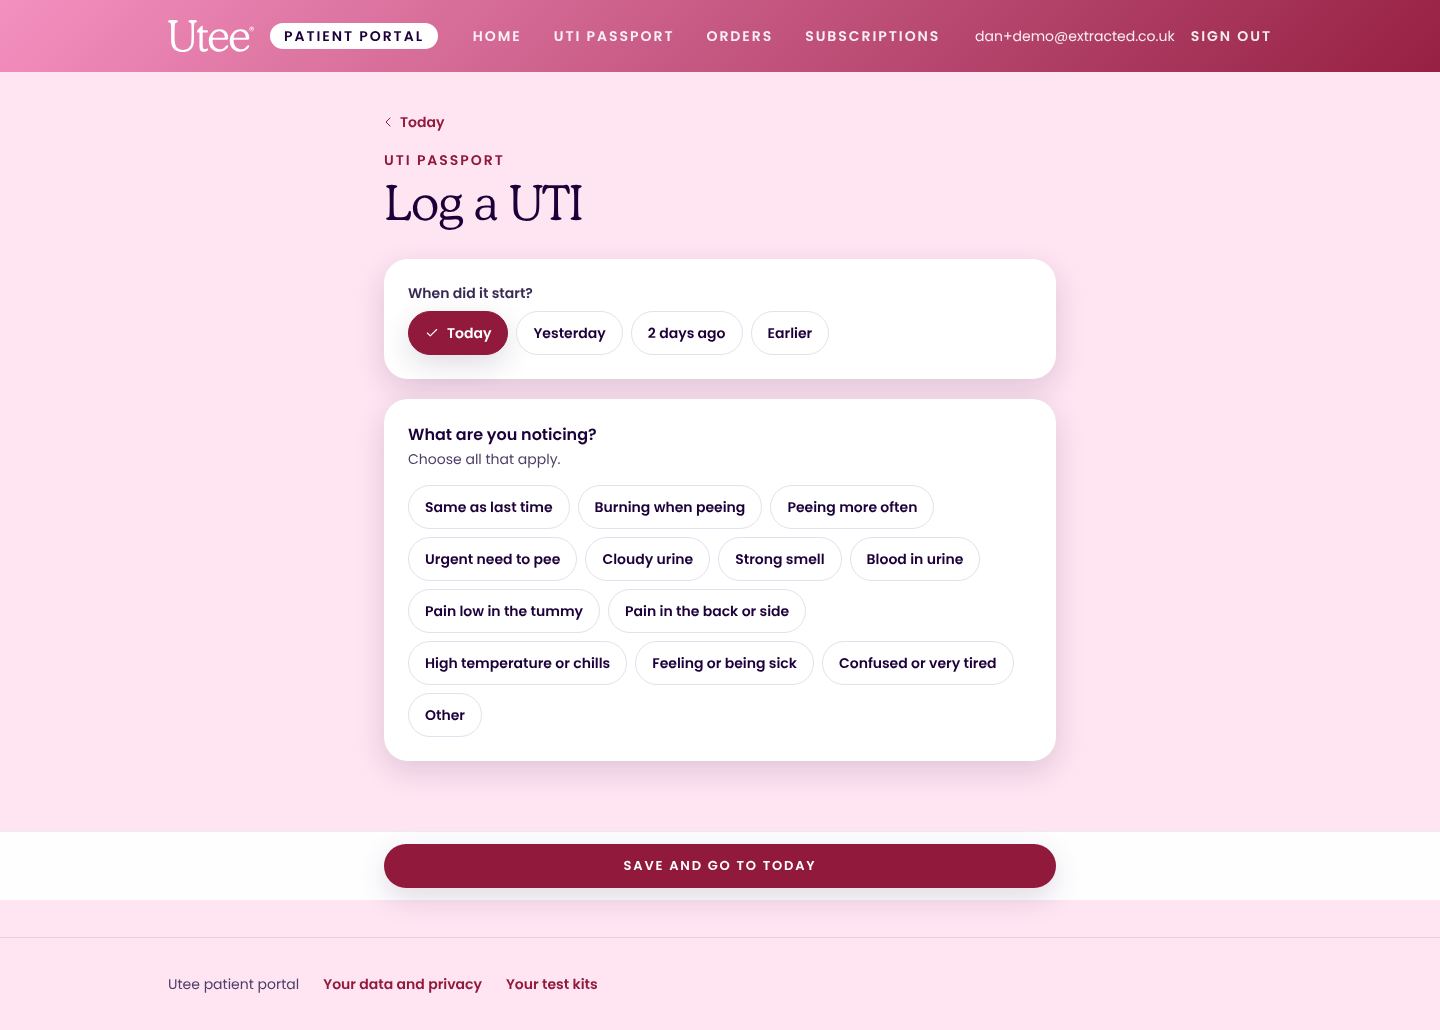 Utee® PATIENT PORTAL HOME UTI PASSPORT ORDERS SUBSCRIPTIONS dan+demo@extracted.co.uk SIGN OUT
Today
UTI PASSPORT
Log a UTI
When did it start?
Today Yesterday 2 days ago Earlier
What are you noticing?
Choose all that apply.
Same as last time Burning when peeing Peeing more often
Urgent need to pee Cloudy urine Strong smell Blood in urine
Pain low in the tummy Pain in the back or side
High temperature or chills Feeling or being sick Confused or very tired
Other
SAVE AND GO TO TODAY
Utee patient portal Your data and privacy Your test kits